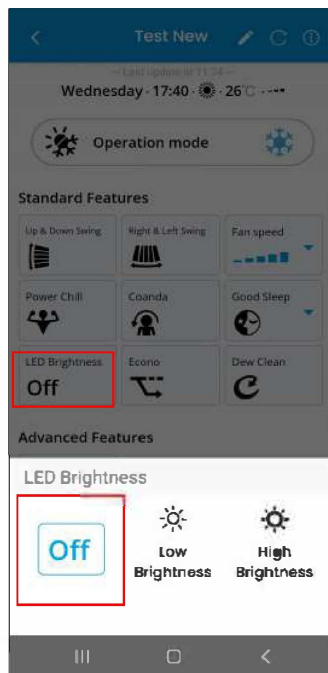 Test New
Last update at 11:24
Wednesday - 17:40 - 26°C - ---
Operation mode
Standard Features
Up & Down Swing
Right & Left Swing
Fan speed
Power Chill
Coanda
Good Sleep
LED Brightness
Off
Econo
Dew Clean
Advanced Features
LED Brightness
Off
Low
Brightness
High
Brightness